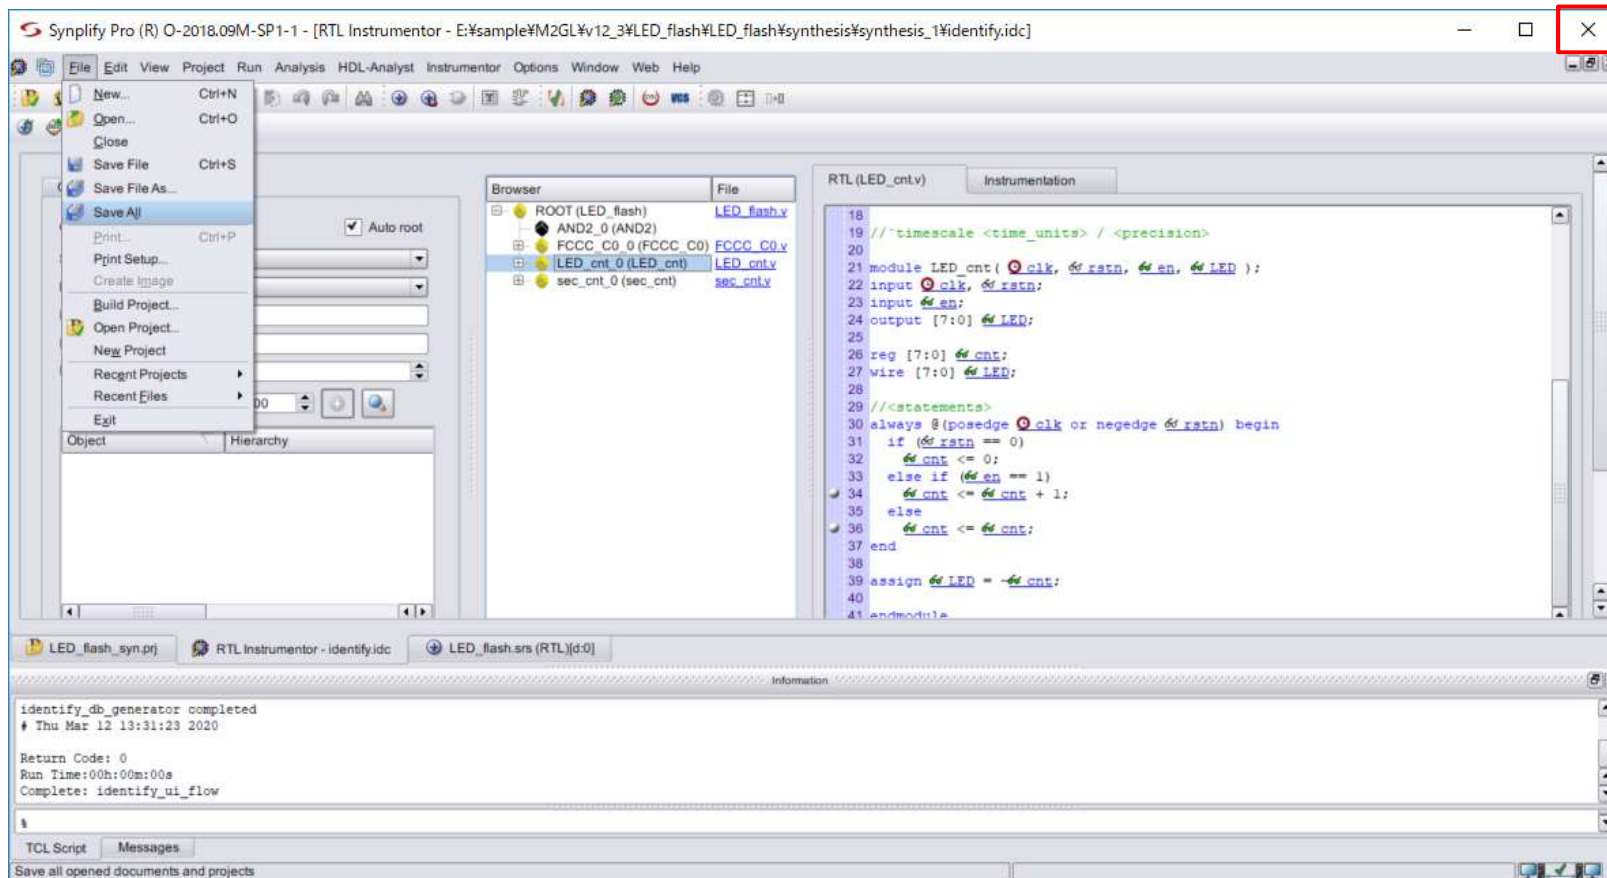 Synplify Pro (R) O-2018.09M-SP1-1 - [RTL Instrumentor - E:¥sample¥M2GL¥v12_3¥LED_flash¥LED_flash¥synthesis¥synthesis_1¥identify.idc]
File Edit View Project Run Analysis HDL-Analyst Instrumentor Options Window Web Help
New... Ctrl+N
Open... Ctrl+O
Close
Save File Ctrl+S
Save File As...
Save All
Print... Ctrl+P
Print Setup...
Create Image
Build Project...
Open Project...
New Project
Recent Projects
Recent Files
Exit
VCS
Auto root
00
Object Hierarchy
Browser File
ROOT (LED_flash) LED_flash.v
AND2_0 (AND2)
FCCC_C0_0 (FCCC_C0) FCCC_C0.v
LED_cnt_0 (LED_cnt) LED_cnt.v
sec_cnt_0 (sec_cnt) sec_cnt.v
RTL (LED_cnt.v) Instrumentation
18
19 //`timescale <time_units> / <precision>
20
21 module LED_cnt( clk, rstn, en, LED );
22 input clk, rstn;
23 input en;
24 output [7:0] LED;
25
26 reg [7:0] cnt;
27 wire [7:0] LED;
28
29 //<statements>
30 always @(posedge clk or negedge rstn) begin
31 if (rstn == 0)
32 cnt <= 0;
33 else if (en == 1)
34 cnt <= cnt + 1;
35 else
36 cnt <= cnt;
37 end
38
39 assign LED = ~cnt;
40
41 endmodule
LED_flash_syn.prj RTL Instrumentor - identify.idc LED_flash.srs (RTL)[d:0]
Information
identify_db_generator completed
# Thu Mar 12 13:31:23 2020
Return Code: 0
Run Time:00h:00m:00s
Complete: identify_ui_flow
%
TCL Script Messages
Save all opened documents and projects